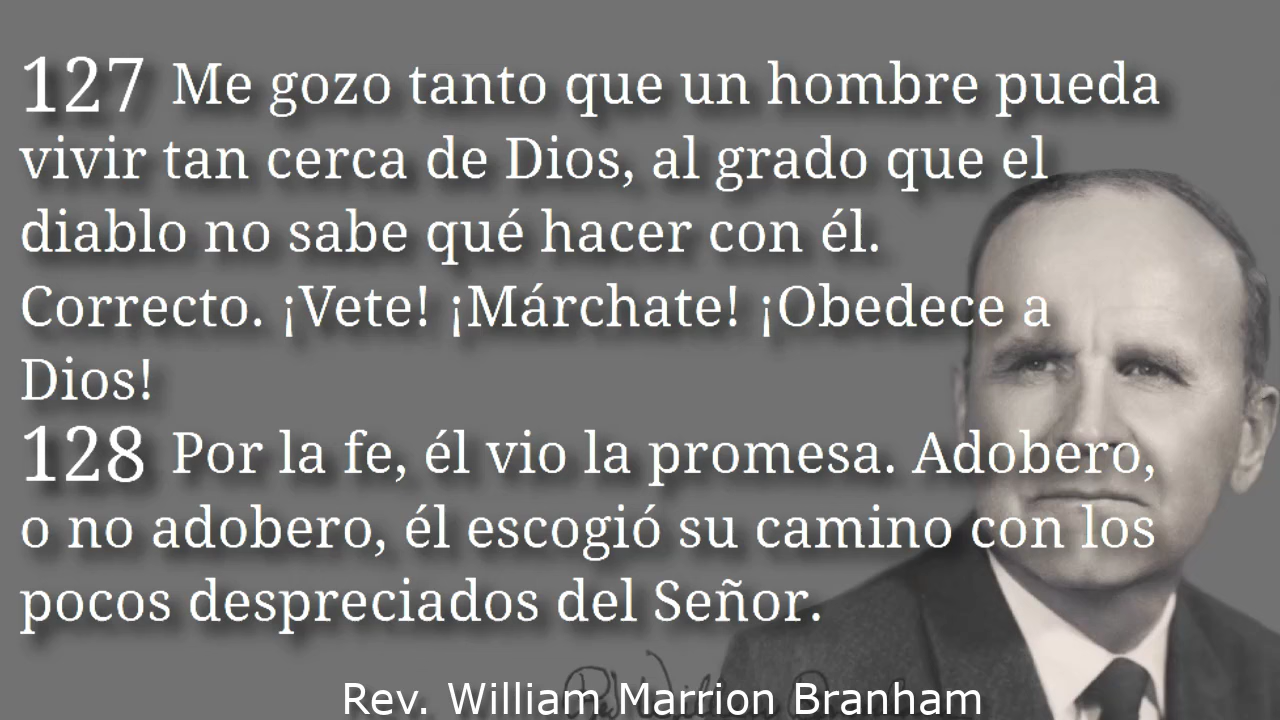 127 Me gozo tanto que un hombre pueda
vivir tan cerca de Dios, al grado que el
diablo no sabe qué hacer con él.
Correcto. ¡Vete! ¡Márchate! ¡Obedece a
Dios!
128 Por la fe, él vio la promesa. Adobero,
o no adobero, él escogió su camino con los
pocos despreciados del Señor.
Rev. William Marrion Branham